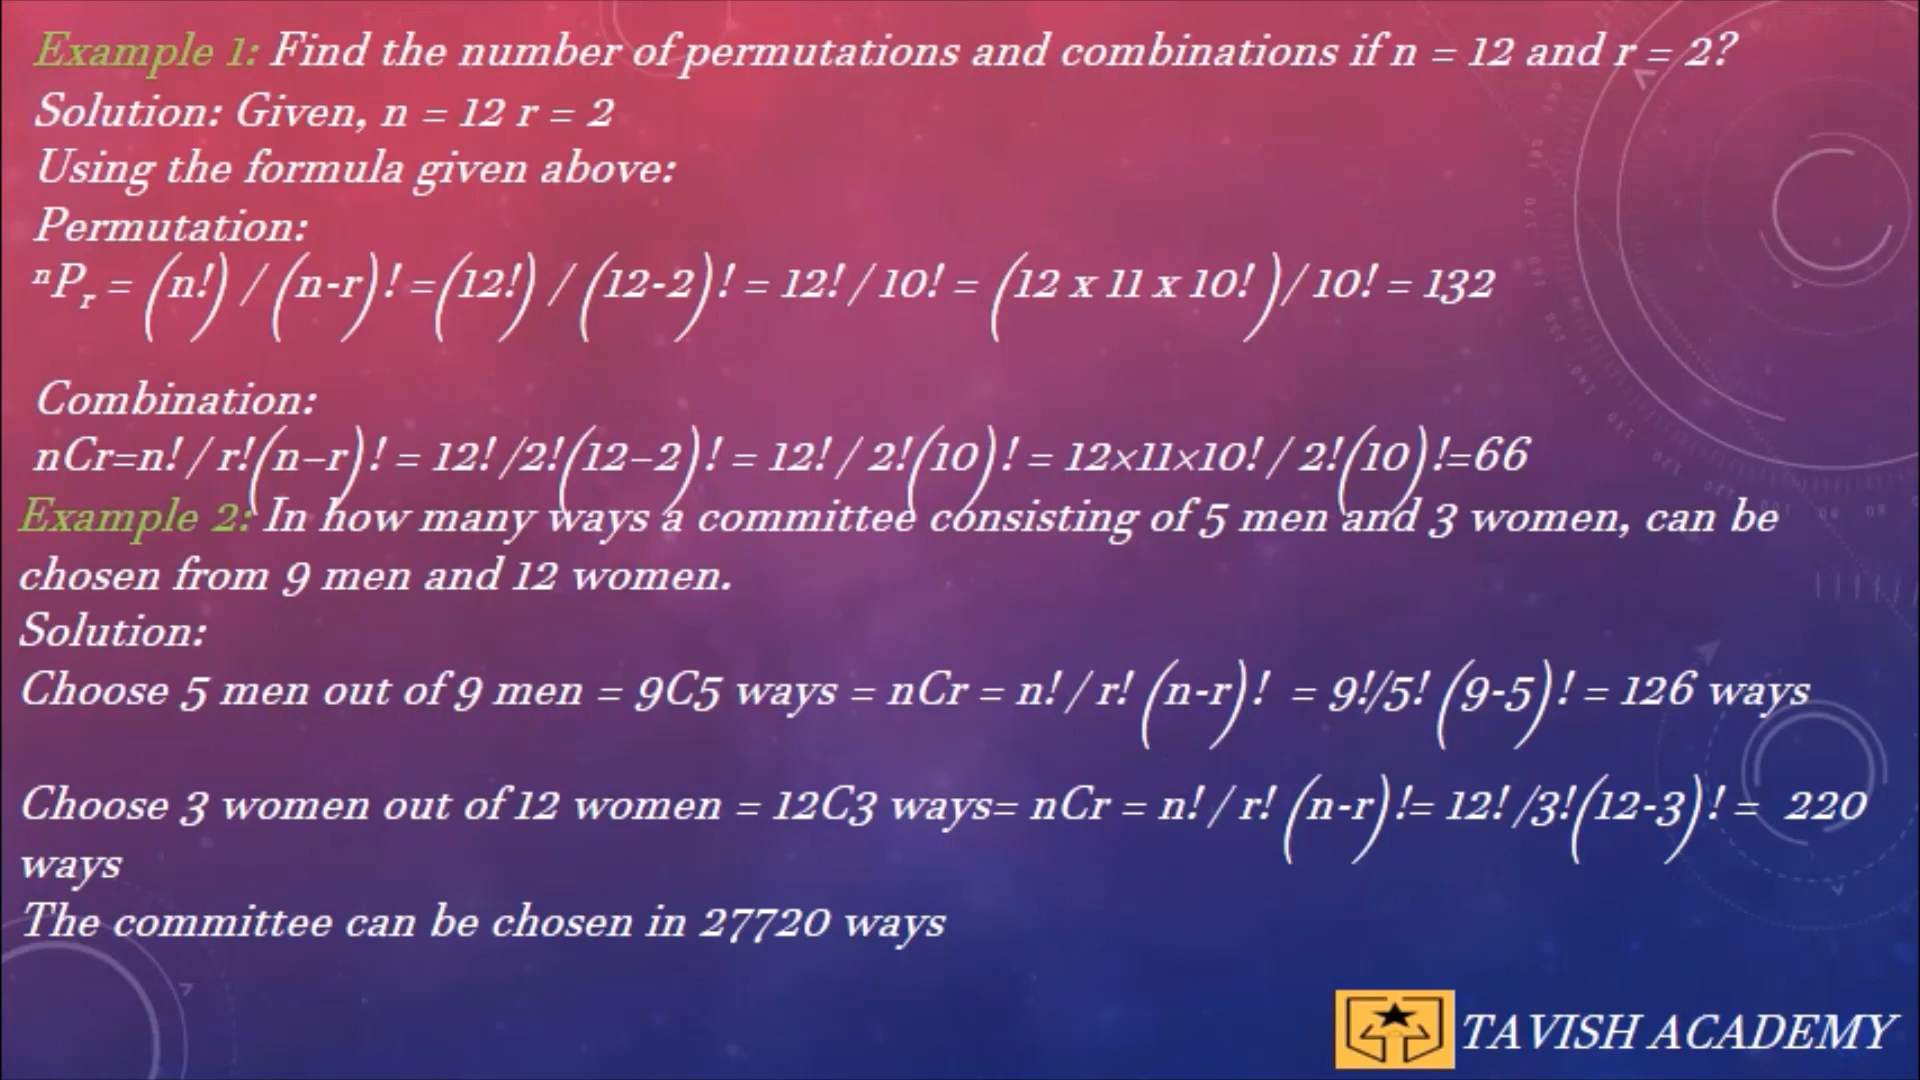 Example 1: Find the number of permutations and combinations if n = 12 and r = 2?
Solution: Given, n = 12 r = 2
Using the formula given above:
Permutation:
ⁿPᵣ = (n!) / (n-r)! =(12!) / (12-2)! = 12! / 10! = (12 x 11 x 10! )/ 10! = 132
Combination:
nCr=n! / r!(n−r)! = 12! /2!(12−2)! = 12! / 2!(10)! = 12×11×10! / 2!(10)!=66
Example 2: In how many ways a committee consisting of 5 men and 3 women, can be
chosen from 9 men and 12 women.
Solution:
Choose 5 men out of 9 men = 9C5 ways = nCr = n! / r! (n-r)! = 9!/5! (9-5)! = 126 ways
Choose 3 women out of 12 women = 12C3 ways= nCr = n! / r! (n-r)!= 12! /3!(12-3)! = 220
ways
The committee can be chosen in 27720 ways
TAVISH ACADEMY